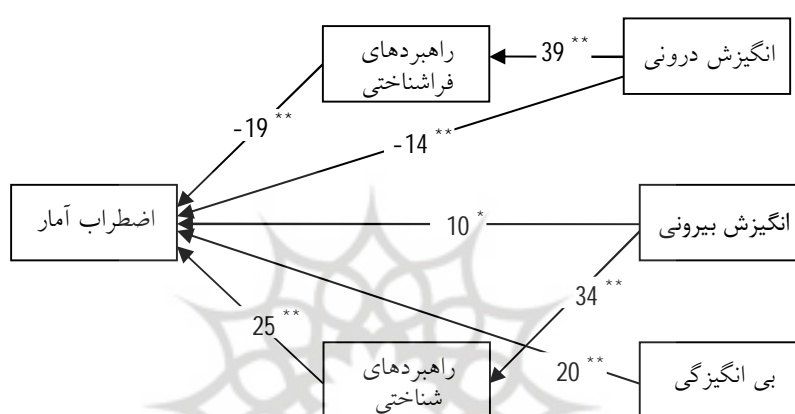 انگیزش درونی
39 **
راهبردهای
فراشناختی
-19 **
-14 **
انگیزش بیرونی
10 *
اضطراب آمار
34 **
25 **
بی انگیزگی
20 **
راهبردهای
شناختی